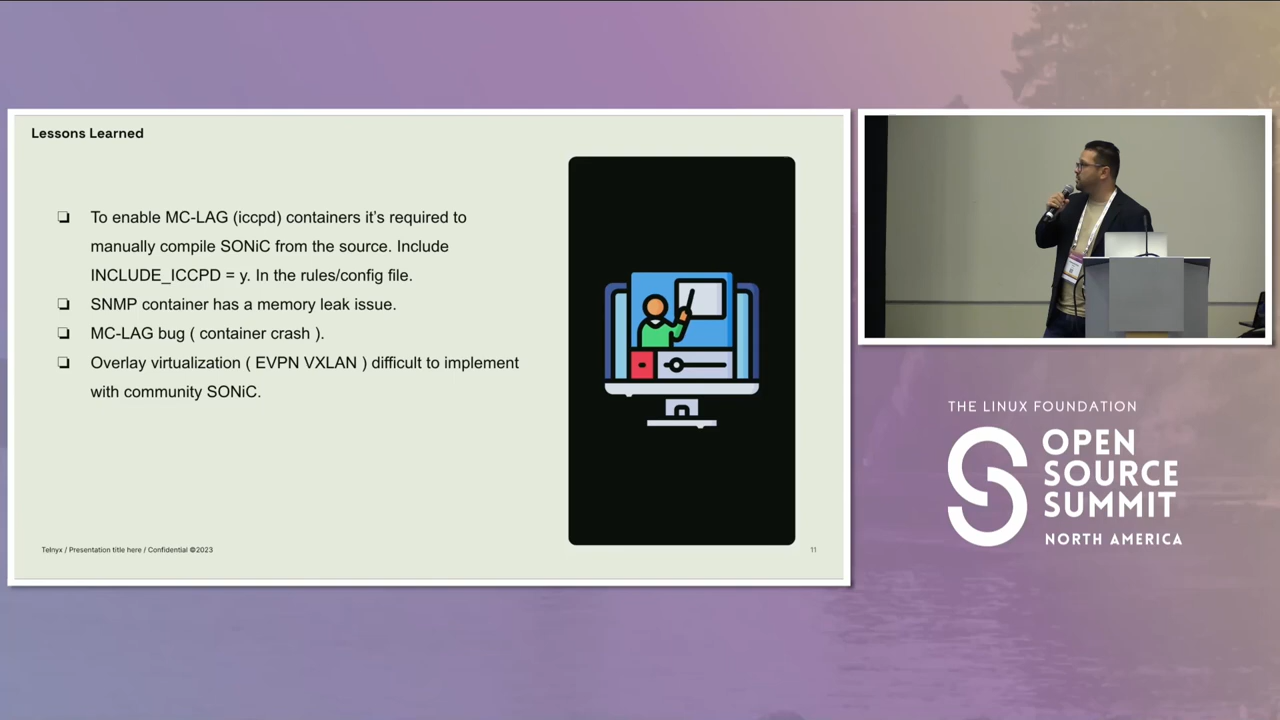 Lessons Learned
❏ To enable MC-LAG (iccpd) containers it’s required to
manually compile SONiC from the source. Include
INCLUDE_ICCPD = y. In the rules/config file.
❏ SNMP container has a memory leak issue.
❏ MC-LAG bug ( container crash ).
❏ Overlay virtualization ( EVPN VXLAN ) difficult to implement
with community SONiC.
Telnyx / Presentation title here / Confidential ©2023
11
THE LINUX FOUNDATION
OPEN
SOURCE
SUMMIT
NORTH AMERICA